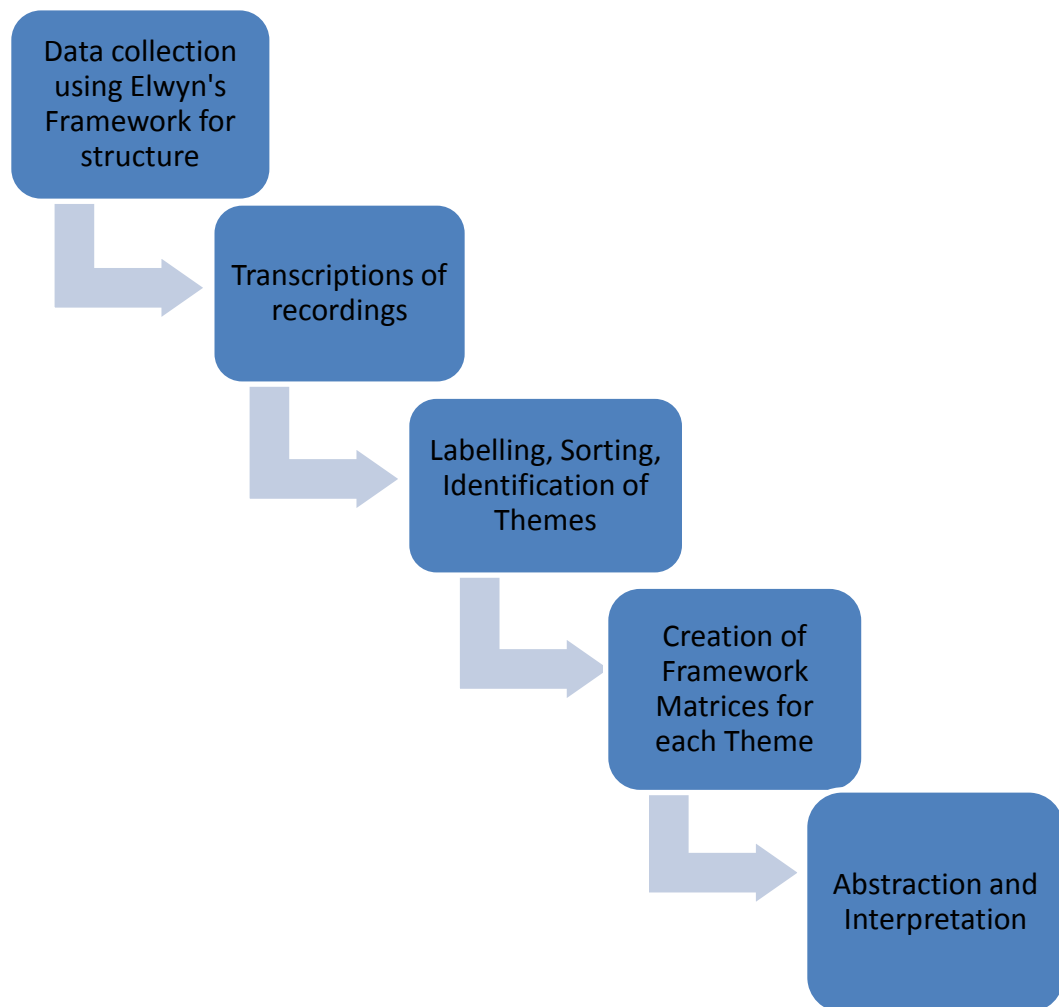 Data collection
using Elwyn's
Framework for
structure
Transcriptions of
recordings
Labelling, Sorting,
Identification of
Themes
Creation of
Framework
Matrices for
each Theme
Abstraction and
Interpretation